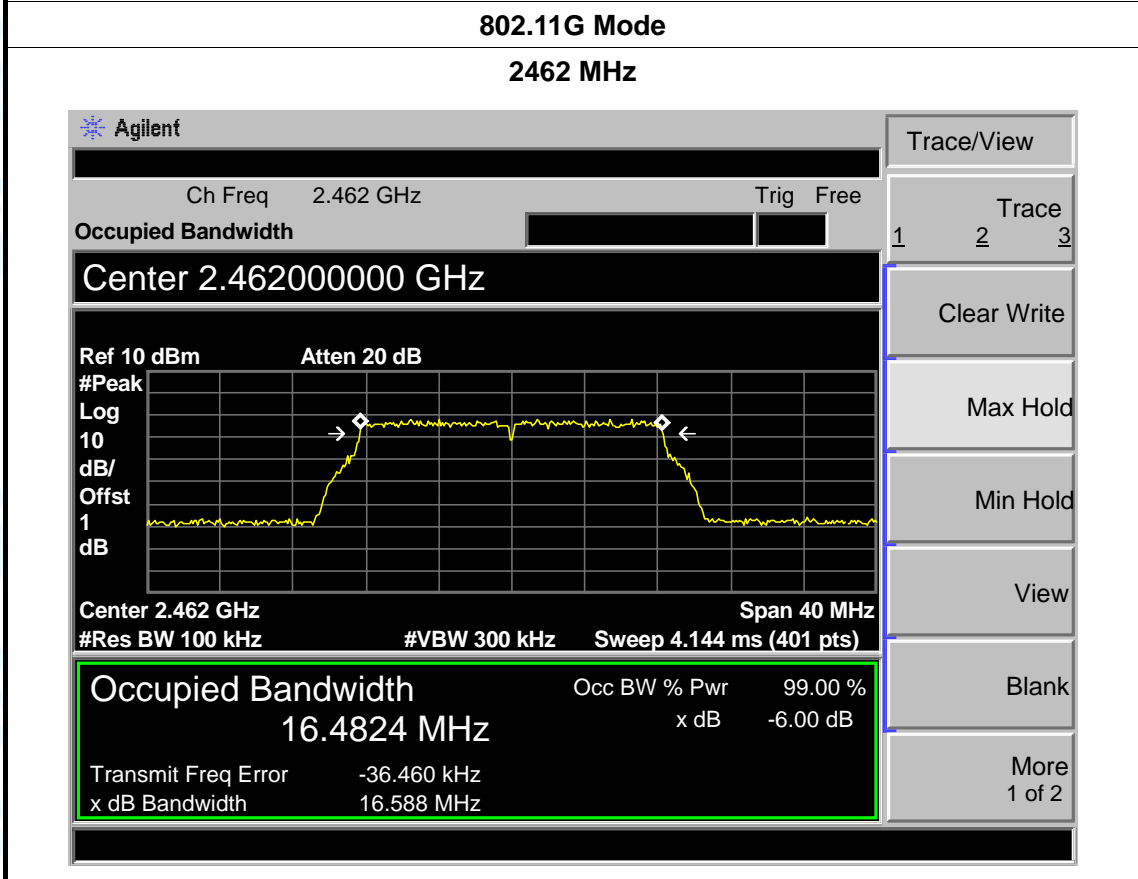 802.11G Mode
2462 MHz
Agilent
Trace/View
Ch Freq 2.462 GHz Trig Free
Occupied Bandwidth
Trace
1 2 3
Center 2.462000000 GHz
Clear Write
Ref 10 dBm Atten 20 dB
#Peak
Log
10
dB/
Offst
1
dB
Max Hold
Min Hold
View
Center 2.462 GHz Span 40 MHz
#Res BW 100 kHz #VBW 300 kHz Sweep 4.144 ms (401 pts)
Occupied Bandwidth Occ BW % Pwr 99.00 %
16.4824 MHz x dB -6.00 dB
Blank
Transmit Freq Error -36.460 kHz
x dB Bandwidth 16.588 MHz
More
1 of 2